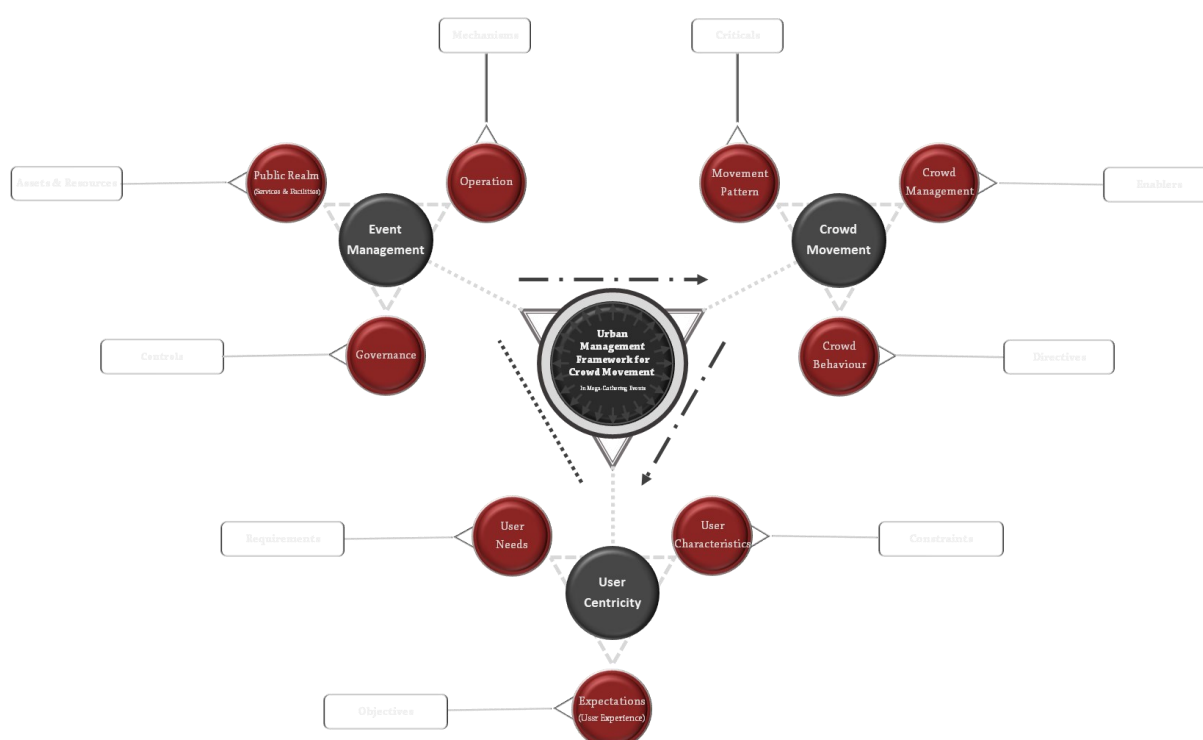 Mechanisms
Criticals
Assets & Resources
Public Realm
(Services & Facilities)
Operation
Movement
Pattern
Crowd
Management
Enablers
Event
Management
Crowd
Movement
Controls
Governance
Urban
Management
Framework for
Crowd Movement
In Mega Gathering Events
Crowd
Behaviour
Directives
Requirements
User
Needs
User
Characteristics
Constraints
User
Centricity
Objectives
Expectations
(User Experience)